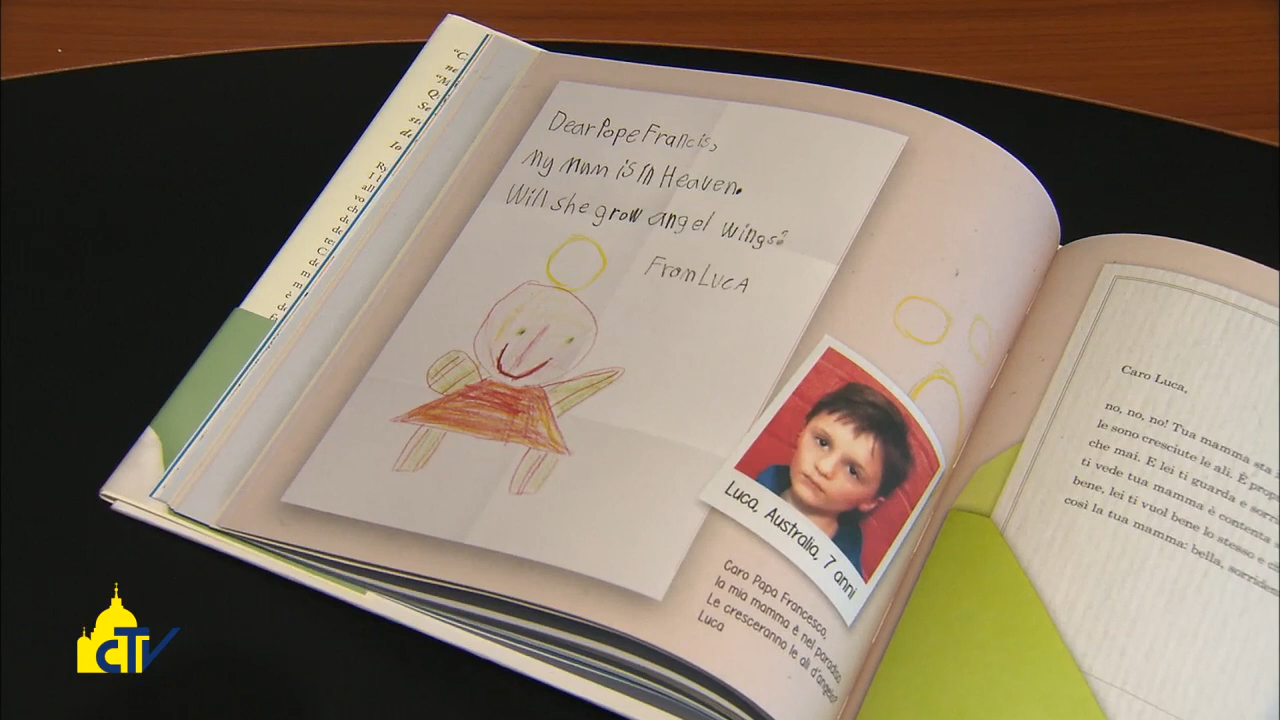 Dear Pope Francis,
My mum is in Heaven.
Will she grow angel wings?
From LUCA
Luca, Australia, 7 anni
Caro Papa Francesco,
la mia mamma è nel paradiso.
Le cresceranno le ali d'angelo?
Luca
Caro Luca,
no, no, no! Tua mamma sta
le sono cresciute le ali. È
che mai. E lei ti guarda e
ti vede tua mamma è contenta
bene, lei ti vuol bene lo stesso e
così la tua mamma: bella,
CTV